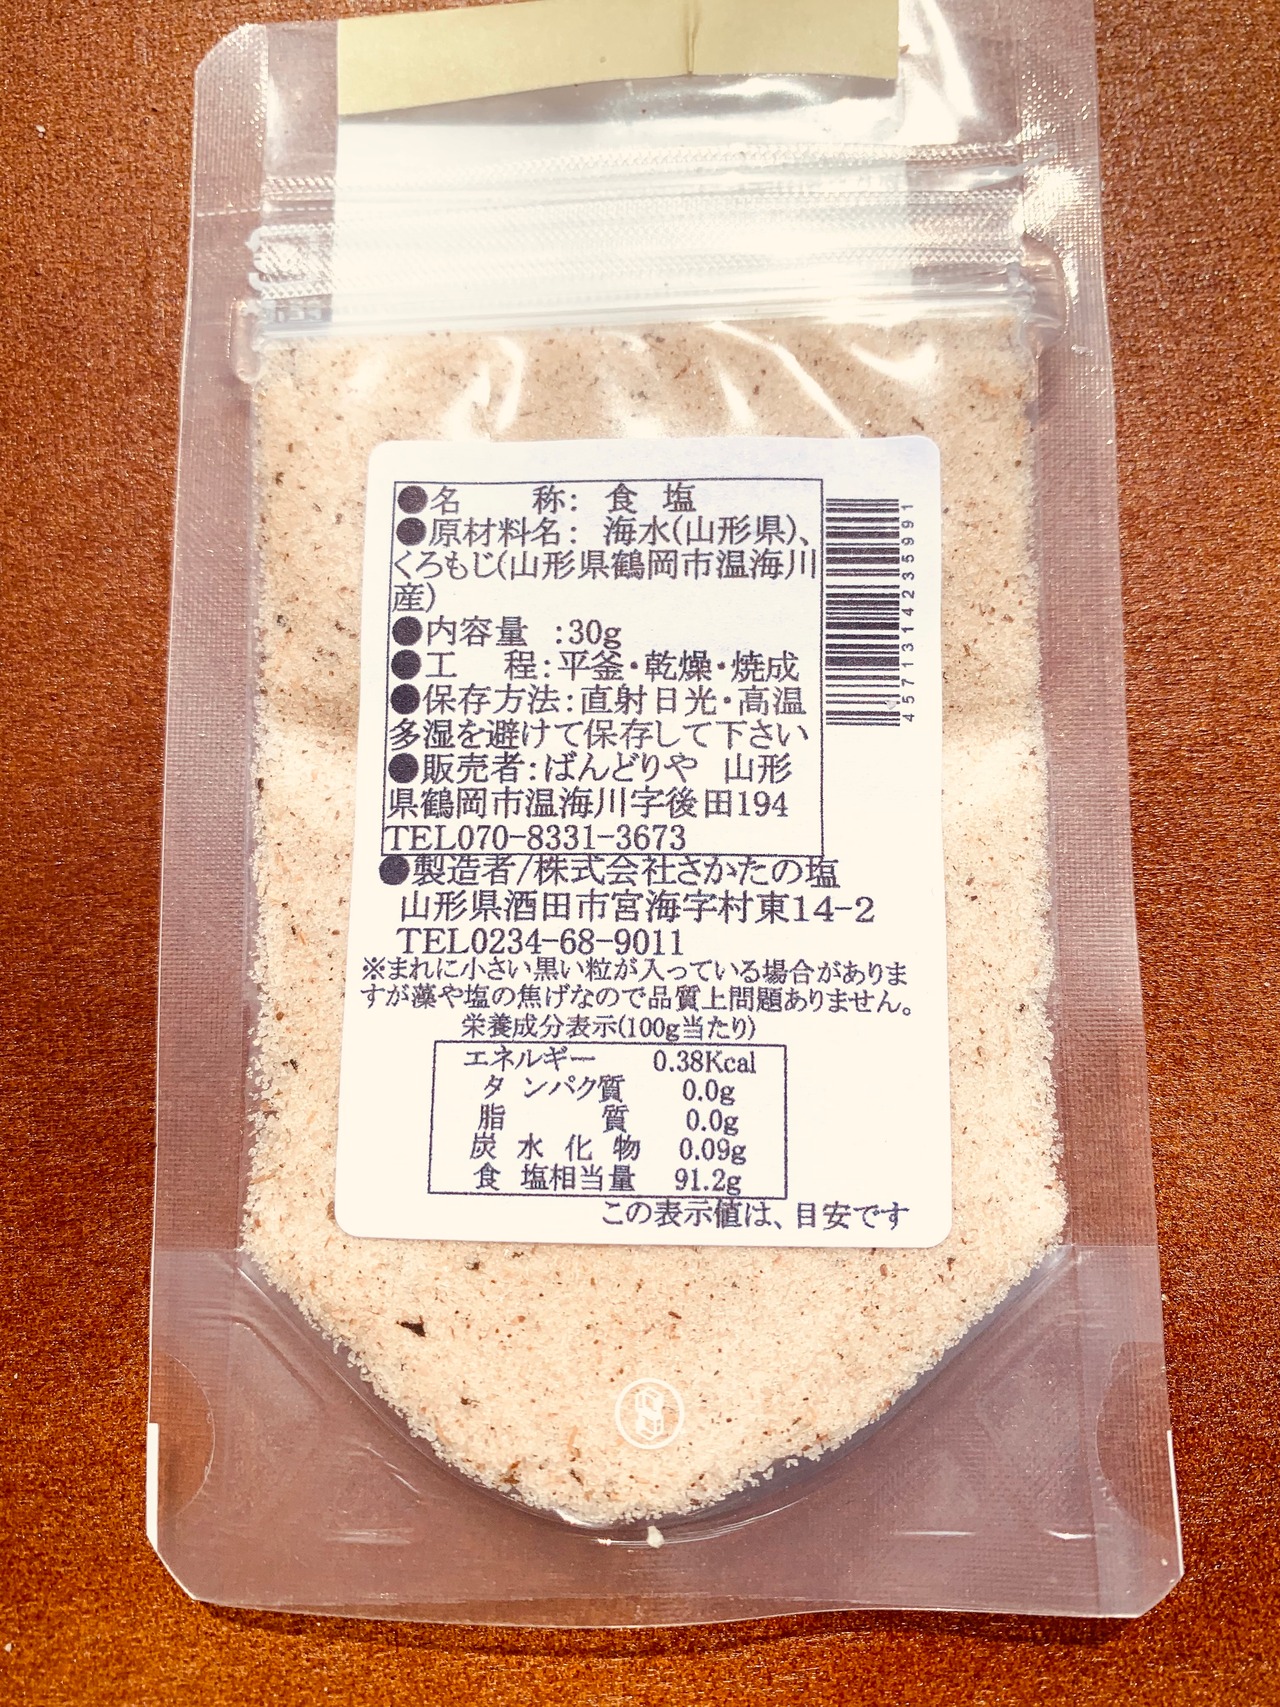 ●名　　称： 食 塩
●原材料名： 海水(山形県)、
くろもじ(山形県鶴岡市温海川
産)
●内容量 :30g
●工　程:平釜・乾燥・焼成
●保存方法:直射日光・高温
多湿を避けて保存して下さい
●販売者:ばんどりや 山形
県鶴岡市温海川字後田194
TEL070-8331-3673
●製造者/株式会社さかたの塩
山形県酒田市宮海字村東14-2
TEL0234-68-9011
※まれに小さい黒い粒が入っている場合がありま
すが藻や塩の焦げなので品質上問題ありません。
栄養成分表示(100g当たり)
エネルギー 0.38Kcal
タンパク質 0.0g
脂　質 0.0g
炭水化物 0.09g
食塩相当量 91.2g
この表示値は、目安です
4571314235991